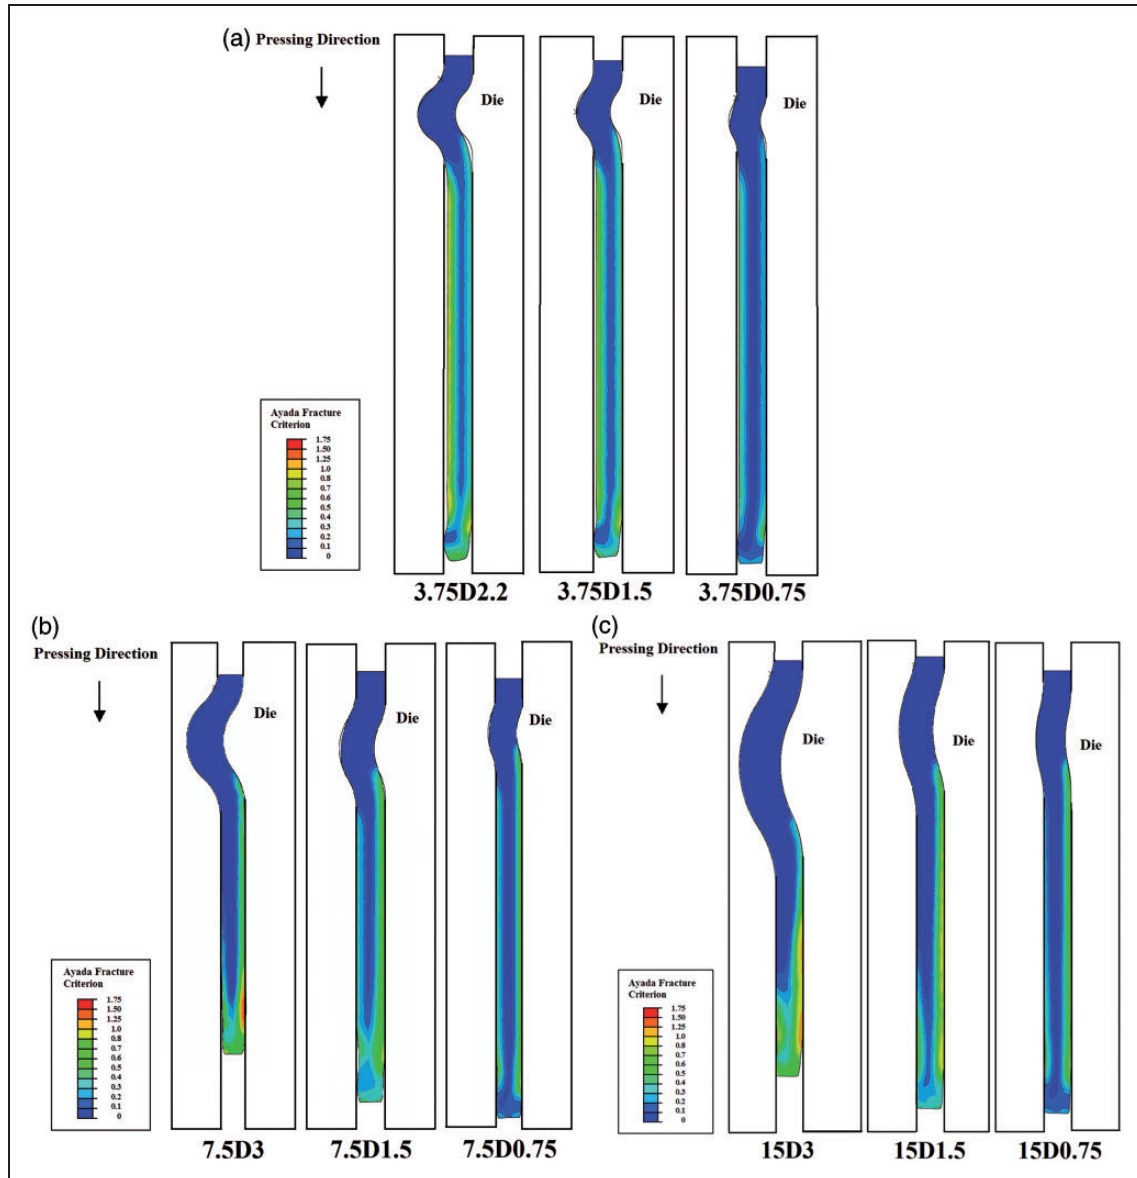 (a) Pressing Direction
Die
Die
Die
Ayada Fracture
Criterion
1.75
1.50
1.25
1.0
0.8
0.7
0.6
0.5
0.4
0.3
0.2
0.1
0
3.75D2.2
3.75D1.5
3.75D0.75
(b)
Pressing Direction
Die
Die
Die
Ayada Fracture
Criterion
1.75
1.50
1.25
1.0
0.8
0.7
0.6
0.5
0.4
0.3
0.2
0.1
0
7.5D3
7.5D1.5
7.5D0.75
(c)
Pressing Direction
Die
Die
Die
Ayada Fracture
Criterion
1.75
1.50
1.25
1.0
0.8
0.7
0.6
0.5
0.4
0.3
0.2
0.1
0
15D3
15D1.5
15D0.75